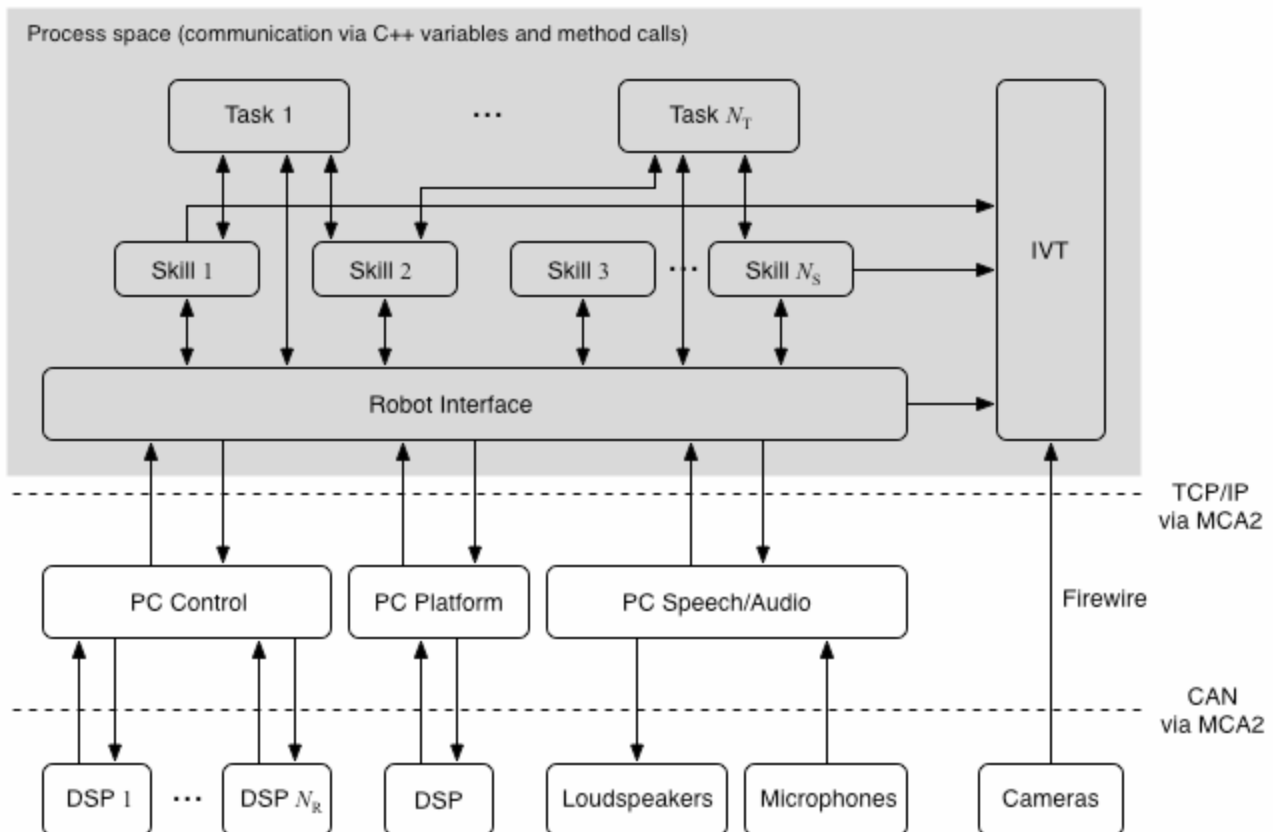 Process space (communication via C++ variables and method calls)
Task 1
...
Task N_T
IVT
Skill 1
Skill 2
Skill 3
...
Skill N_S
Robot Interface
TCP/IP
via MCA2
PC Control
PC Platform
PC Speech/Audio
Firewire
CAN
via MCA2
DSP 1
...
DSP N_R
DSP
Loudspeakers
Microphones
Cameras